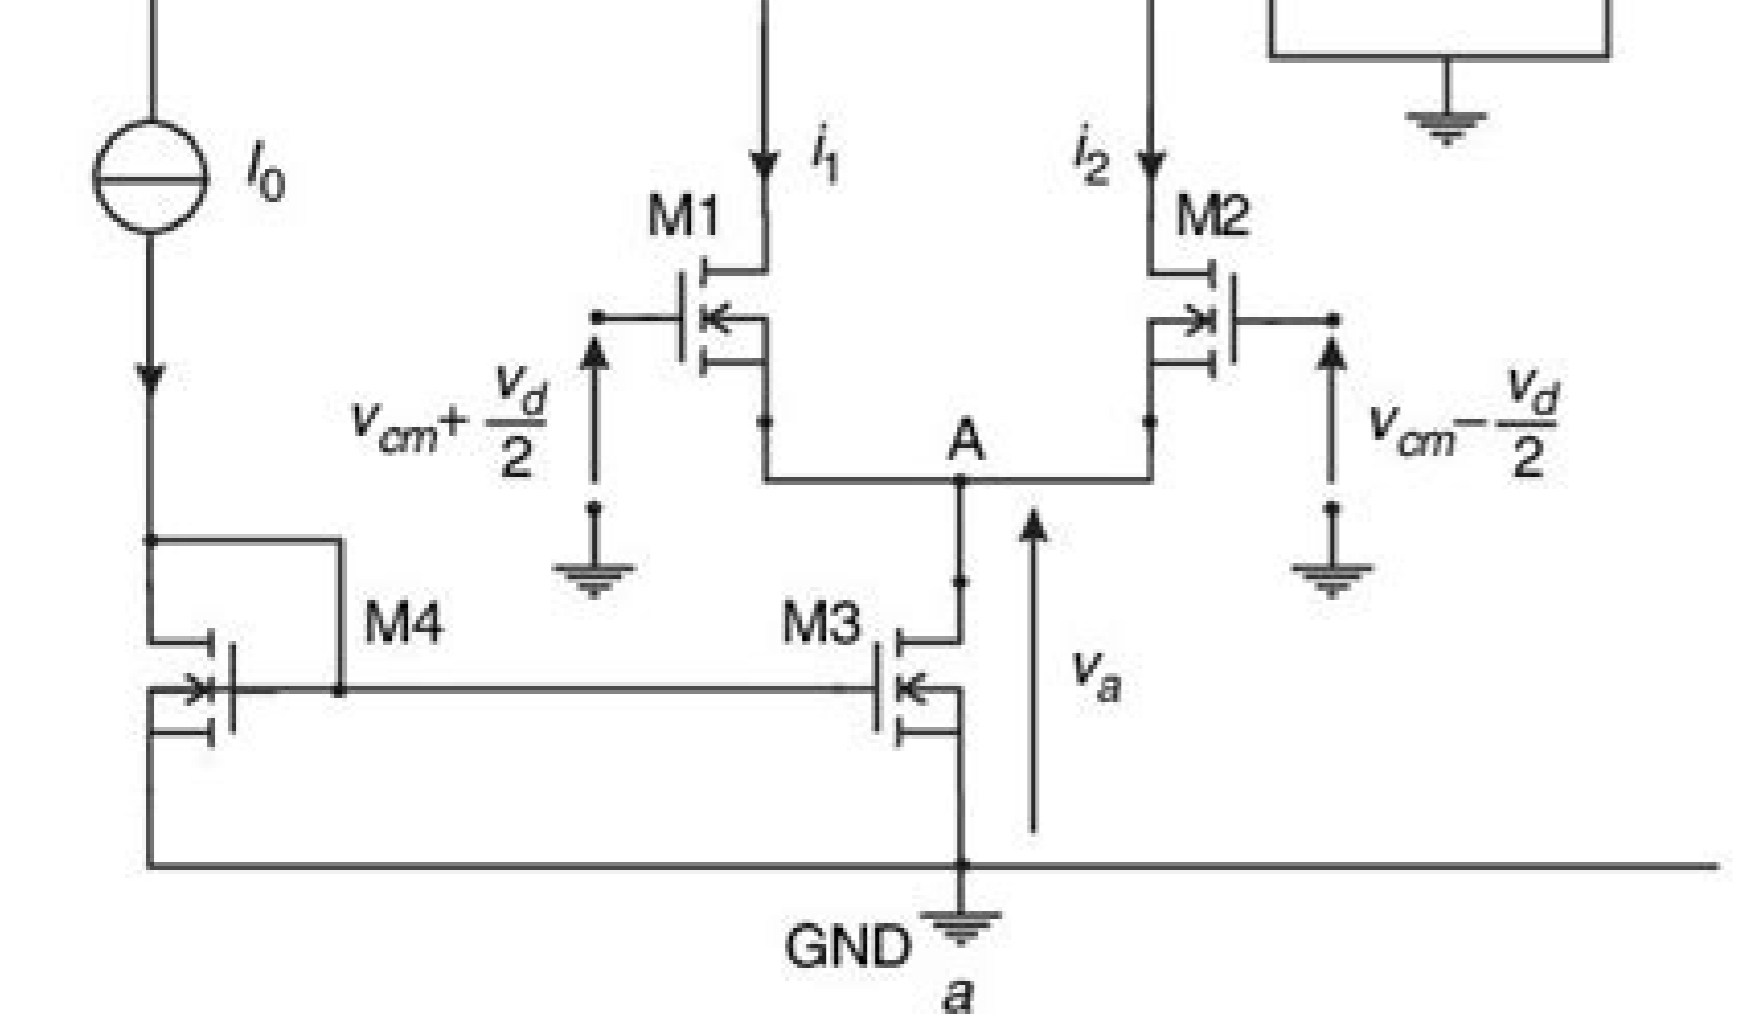 I0
i1
i2
M1
M2
vcm+ vd/2
A
vcm− vd/2
M4
M3
va
GND
a